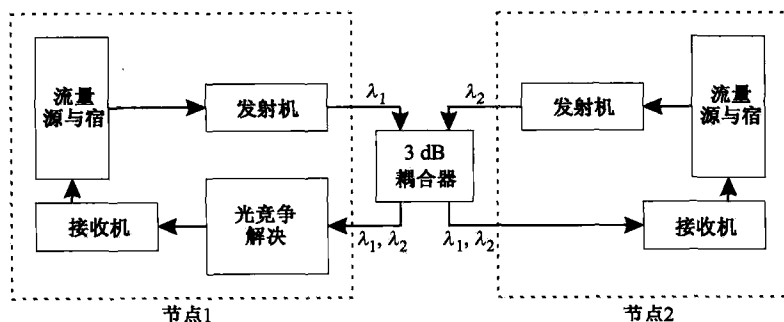 流量
源与宿
发射机
λ1
λ2
发射机
流量
源与宿
3 dB
耦合器
接收机
光竞争
解决
λ1, λ2
λ1, λ2
接收机
节点1
节点2